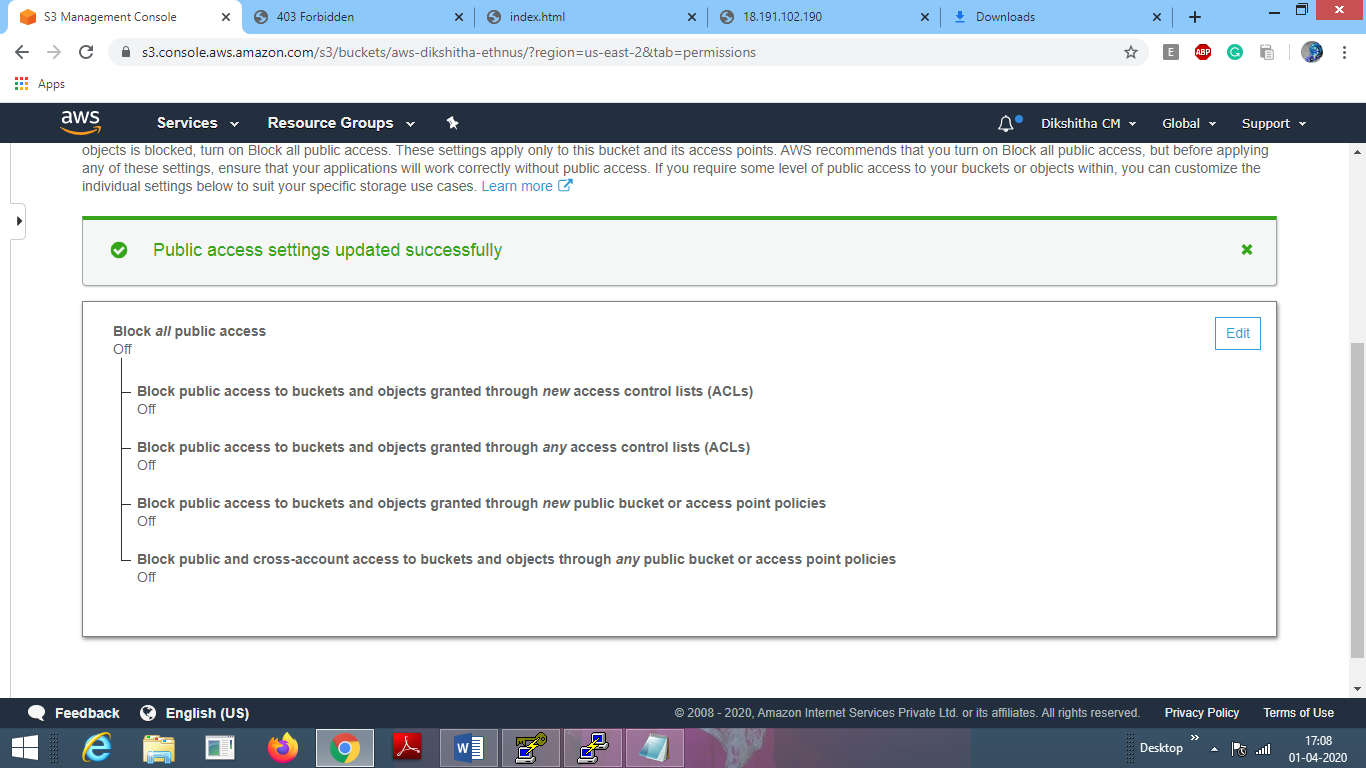 S3 Management Console
403 Forbidden
index.html
18.191.102.190
Downloads
s3.console.aws.amazon.com/s3/buckets/aws-dikshitha-ethnus/?region=us-east-2&tab=permissions
E
ABP
G
Apps
aws
Services
Resource Groups
Dikshitha CM
Global
Support
objects is blocked, turn on Block all public access. These settings apply only to this bucket and its access points. AWS recommends that you turn on Block all public access, but before applying
any of these settings, ensure that your applications will work correctly without public access. If you require some level of public access to your buckets or objects within, you can customize the
individual settings below to suit your specific storage use cases. Learn more
Public access settings updated successfully
Block all public access
Edit
Off
Block public access to buckets and objects granted through new access control lists (ACLs)
Off
Block public access to buckets and objects granted through any access control lists (ACLs)
Off
Block public access to buckets and objects granted through new public bucket or access point policies
Off
Block public and cross-account access to buckets and objects through any public bucket or access point policies
Off
Feedback
English (US)
© 2008 - 2020, Amazon Internet Services Private Ltd. or its affiliates. All rights reserved.
Privacy Policy
Terms of Use
Desktop
17:08
01-04-2020